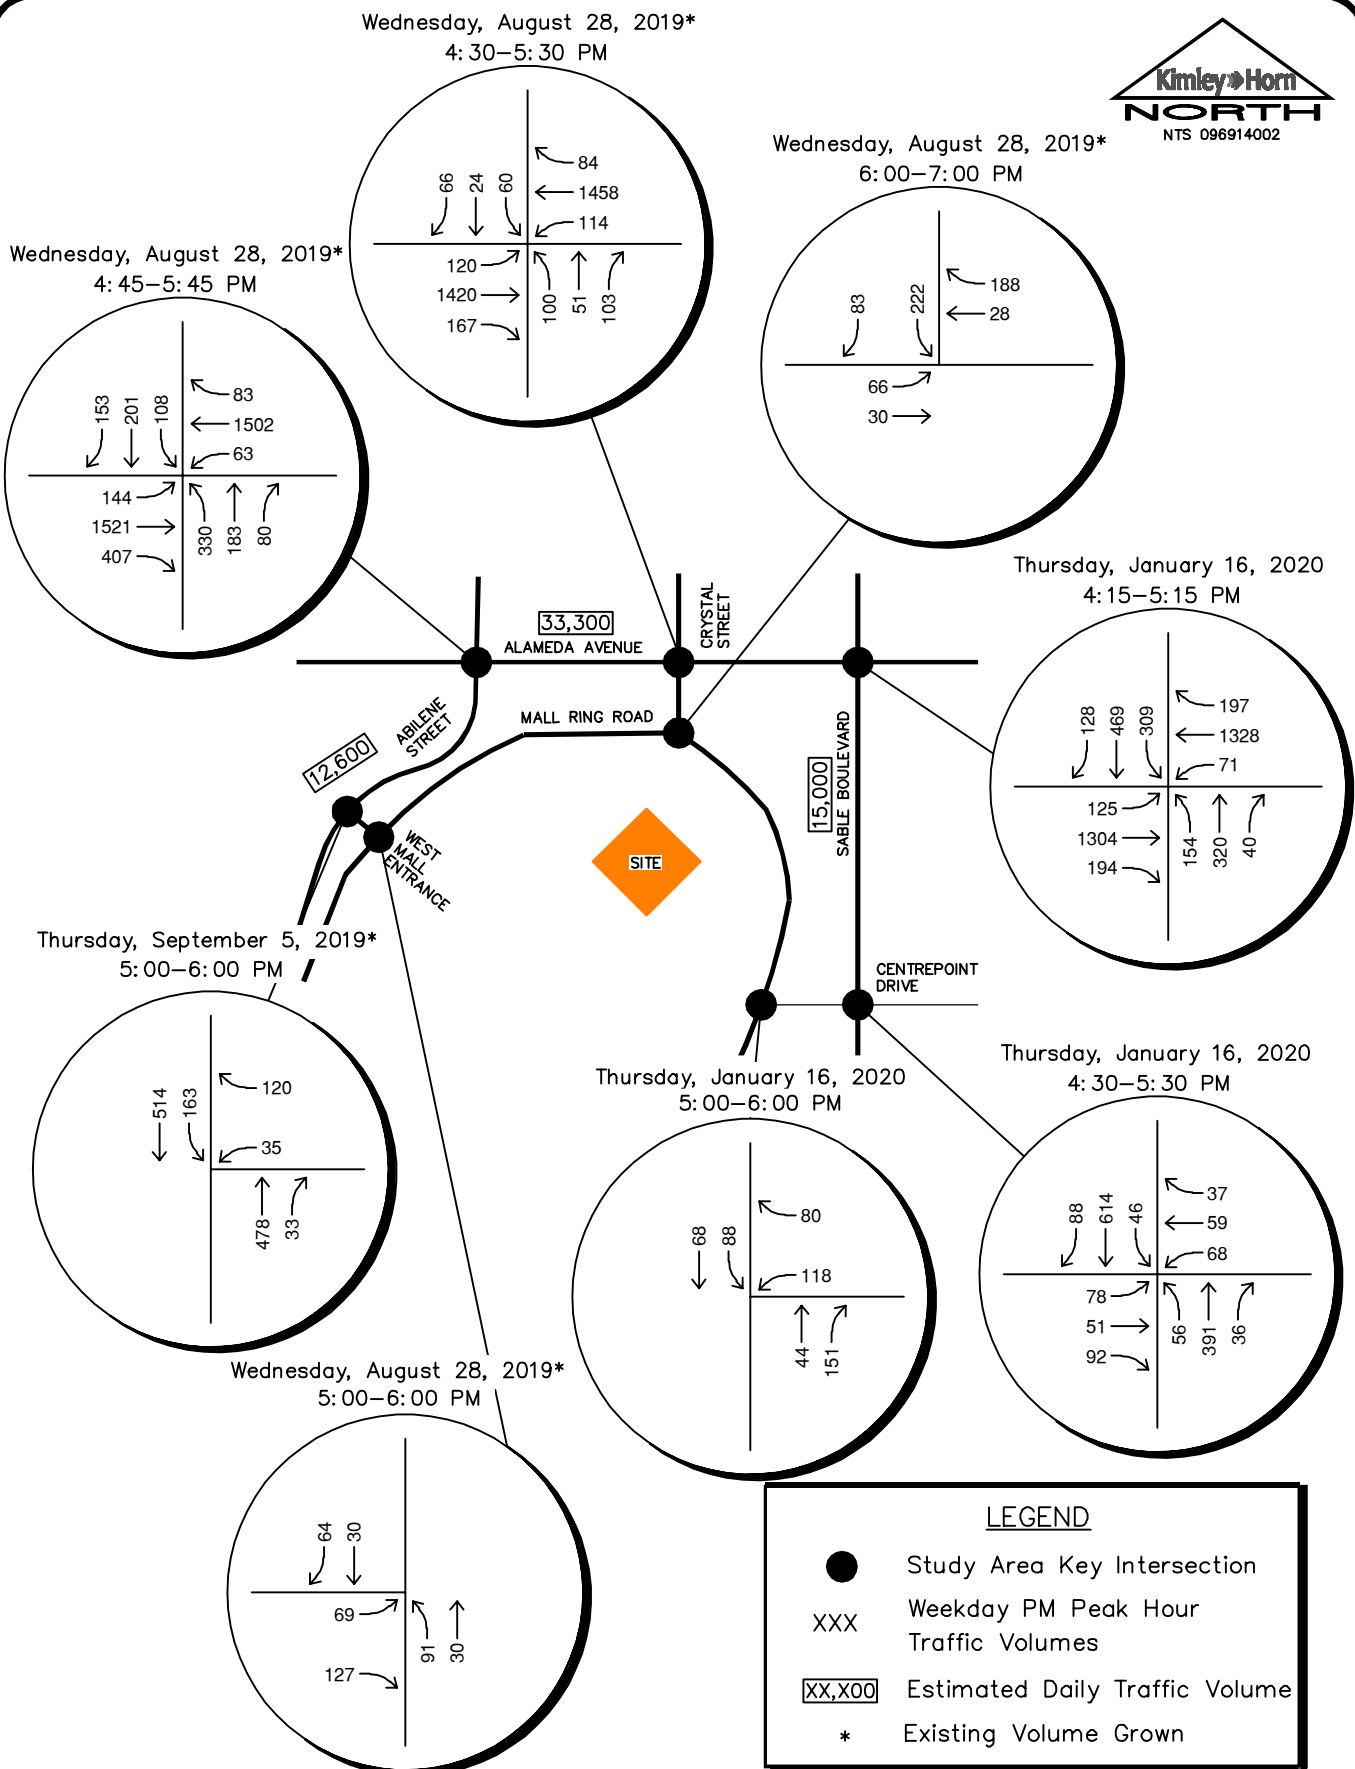 Wednesday, August 28, 2019*
4:30–5:30 PM
66 24 60
84
1458
114
120
1420
167
100 51 103
Kimley»Horn
NORTH
NTS 096914002
Wednesday, August 28, 2019*
6:00–7:00 PM
83 222
188
28
66
30
Wednesday, August 28, 2019*
4:45–5:45 PM
153 201 108
83
1502
63
144
1521
407
330 183 80
Thursday, January 16, 2020
4:15–5:15 PM
128 469 309
197
1328
71
125
1304
194
154 320 40
33,300
ALAMEDA AVENUE
CRYSTAL
STREET
ABILENE
STREET
MALL RING ROAD
12,600
15,000
SABLE BOULEVARD
WEST
MALL
ENTRANCE
SITE
CENTREPOINT
DRIVE
Thursday, September 5, 2019*
5:00–6:00 PM
514 163
120
35
478 33
Thursday, January 16, 2020
5:00–6:00 PM
68 88
80
118
44 151
Thursday, January 16, 2020
4:30–5:30 PM
88 614 46
37
59
68
78
51
92
56 391 36
Wednesday, August 28, 2019*
5:00–6:00 PM
64 30
69
127
91 30
LEGEND
Study Area Key Intersection
XXX Weekday PM Peak Hour
Traffic Volumes
XX,X00 Estimated Daily Traffic Volume
* Existing Volume Grown